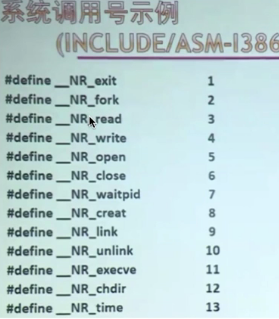 系统调用号示例
(INCLUDE/ASM-I386
#define __NR_exit 1
#define __NR_fork 2
#define __NR_read 3
#define __NR_write 4
#define __NR_open 5
#define __NR_close 6
#define __NR_waitpid 7
#define __NR_creat 8
#define __NR_link 9
#define __NR_unlink 10
#define __NR_execve 11
#define __NR_chdir 12
#define __NR_time 13